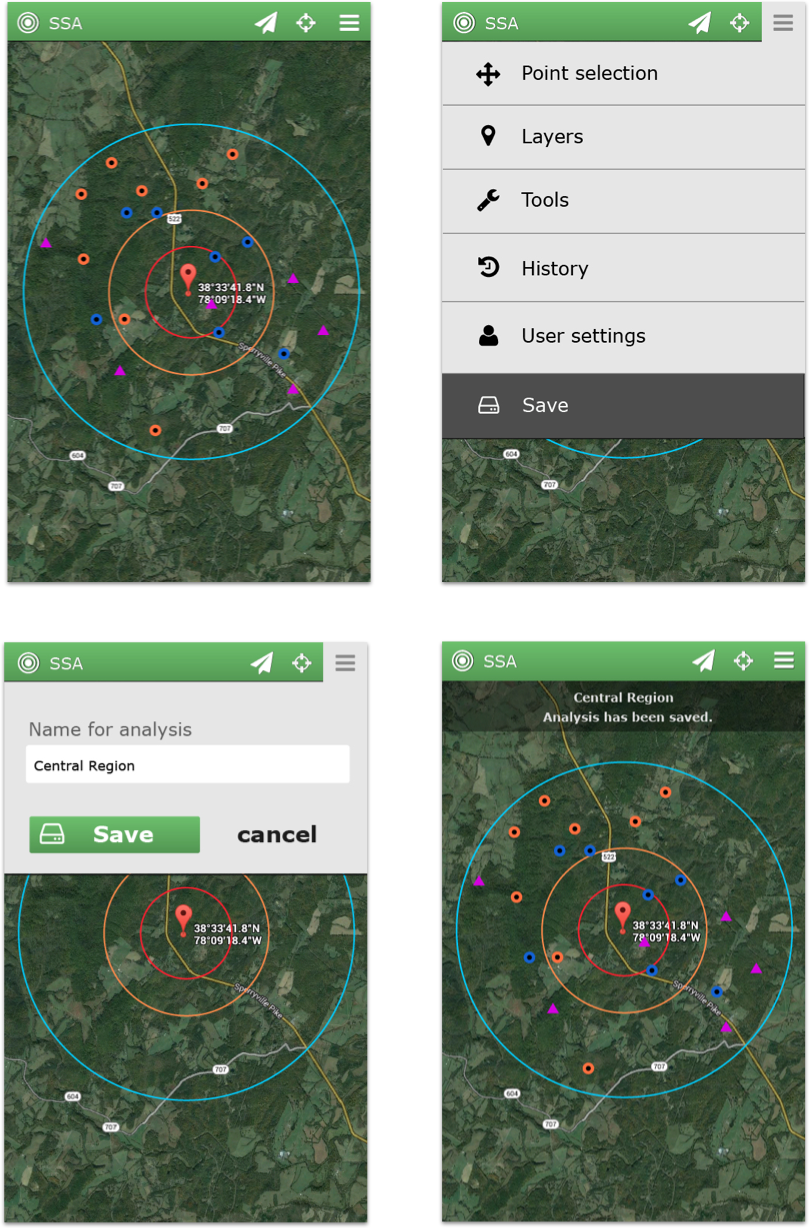 SSA
522
38°33'41.8"N
78°09'18.4"W
Sperryville Pike
707
604
707
SSA
Point selection
Layers
Tools
History
User settings
Save
604
707
SSA
Name for analysis
Central Region
Save
cancel
38°33'41.8"N
78°09'18.4"W
Sperryville Pike
707
604
707
SSA
Central Region
Analysis has been saved.
522
38°33'41.8"N
78°09'18.4"W
Sperryville Pike
707
604
707